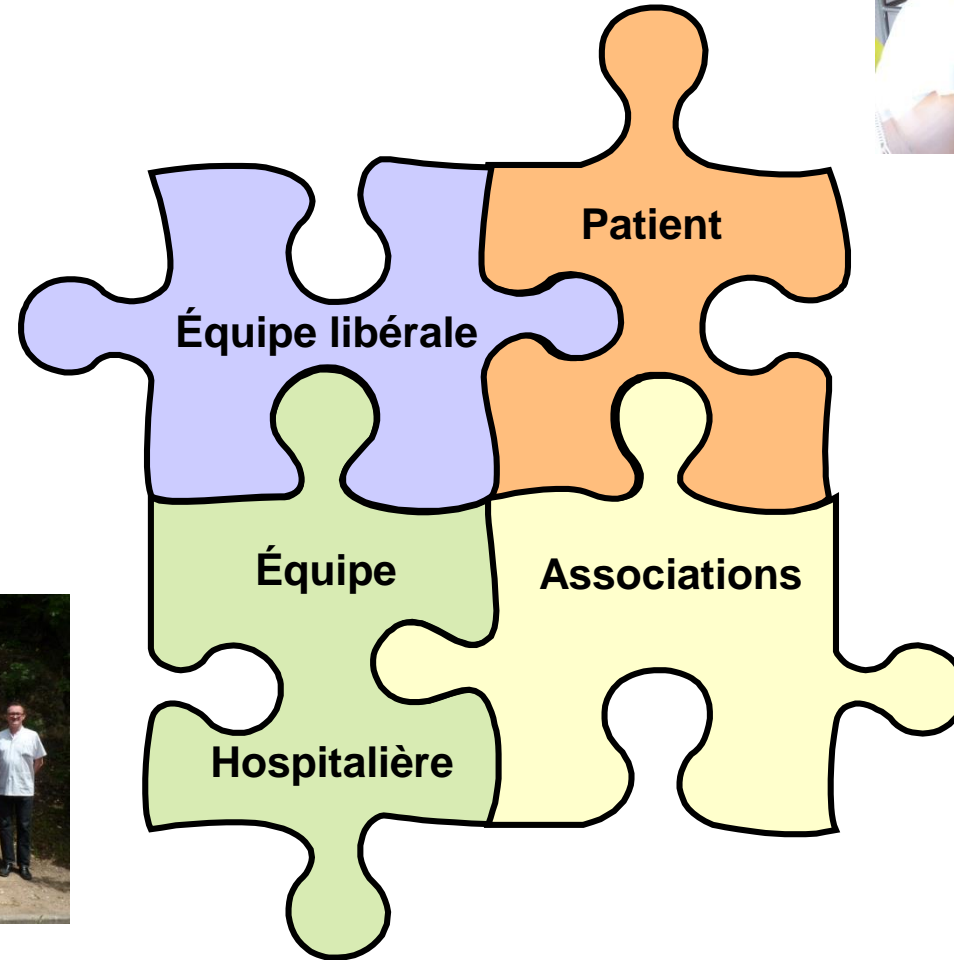 Patient
Équipe libérale
Équipe
Associations
Hospitalière